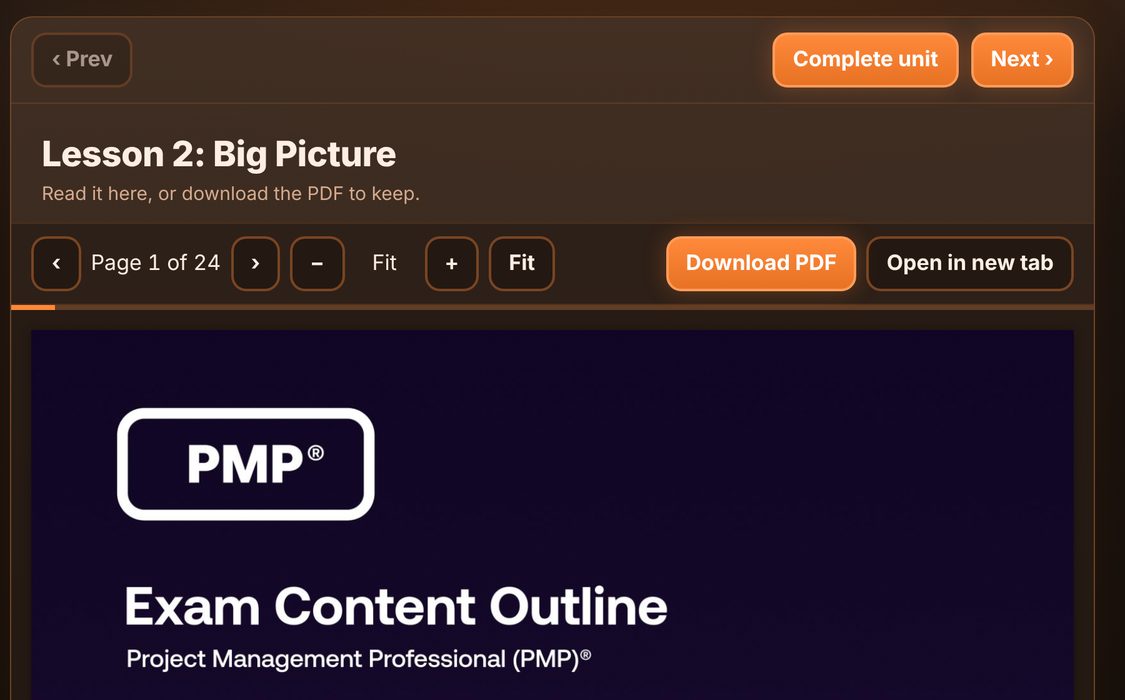 ‹ Prev
Complete unit
Next ›
Lesson 2: Big Picture
Read it here, or download the PDF to keep.
‹ Page 1 of 24 › − Fit + Fit
Download PDF
Open in new tab
PMP®
Exam Content Outline
Project Management Professional (PMP)®